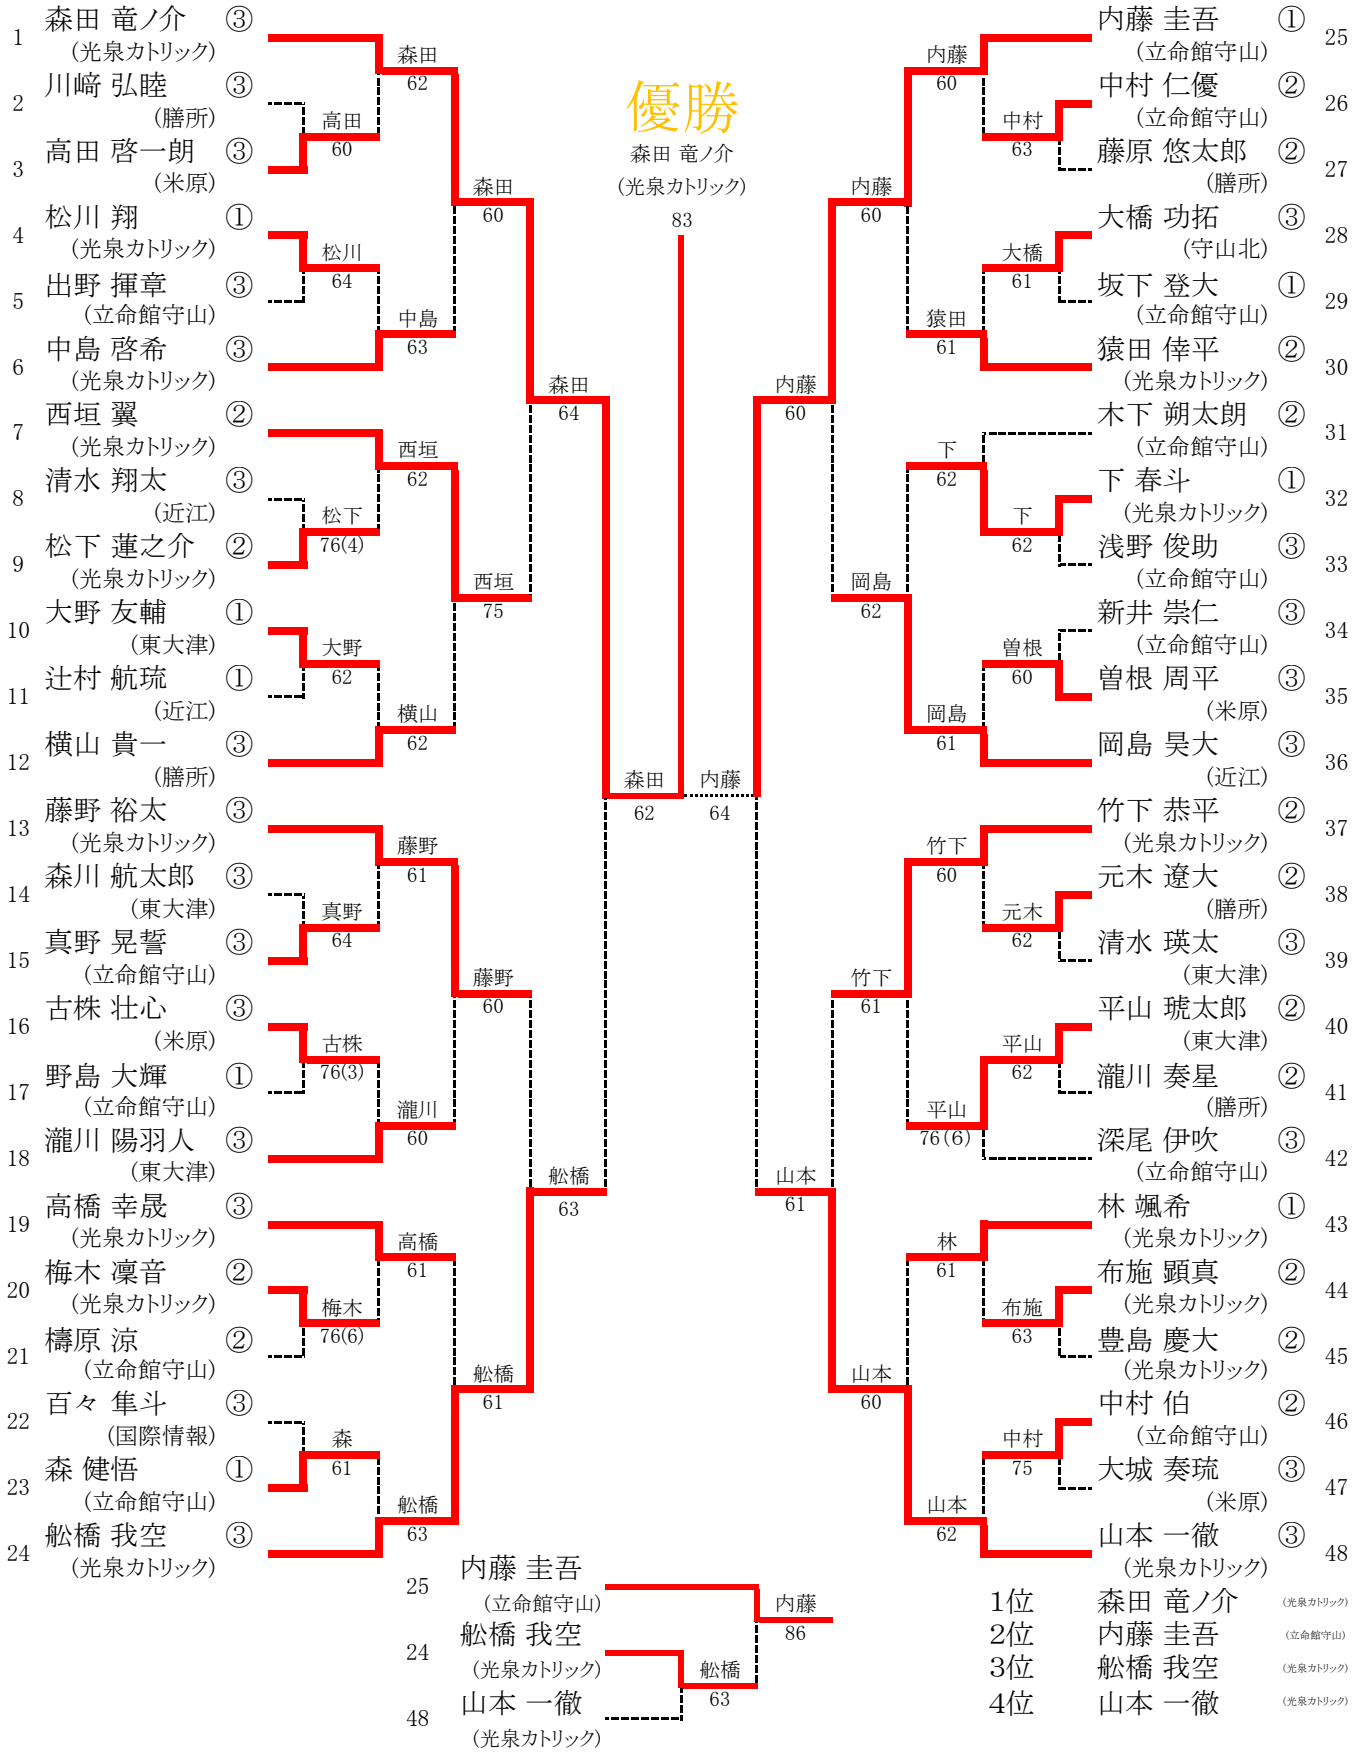 1 森田 竜ノ介 ③
(光泉カトリック)
2 川﨑 弘睦 ③
(膳所)
3 高田 啓一朗 ③
(米原)
4 松川 翔 ①
(光泉カトリック)
5 出野 揮章 ③
(立命館守山)
6 中島 啓希 ③
(光泉カトリック)
7 西垣 翼 ②
(光泉カトリック)
8 清水 翔太 ③
(近江)
9 松下 蓮之介 ②
(光泉カトリック)
10 大野 友輔 ①
(東大津)
11 辻村 航琉 ①
(近江)
12 横山 貴一 ③
(膳所)
13 藤野 裕太 ③
(光泉カトリック)
14 森川 航太郎 ③
(東大津)
15 真野 晃誓 ③
(立命館守山)
16 古株 壮心 ③
(米原)
17 野島 大輝 ①
(立命館守山)
18 瀧川 陽羽人 ③
(東大津)
19 高橋 幸晟 ③
(光泉カトリック)
20 梅木 凜音 ②
(光泉カトリック)
21 檮原 涼 ②
(立命館守山)
22 百々 隼斗 ③
(国際情報)
23 森 健悟 ①
(立命館守山)
24 舩橋 我空 ③
(光泉カトリック)
高田
60
松川
64
松下
76(4)
大野
62
真野
64
古株
76(3)
梅木
76(6)
森
61
森田
62
中島
63
西垣
62
横山
62
藤野
61
瀧川
60
高橋
61
舩橋
63
森田
60
西垣
75
藤野
60
舩橋
61
森田
64
舩橋
63
森田
62
優勝
森田 竜ノ介
(光泉カトリック)
83
内藤
64
内藤
60
山本
61
内藤
60
岡島
62
竹下
61
山本
60
内藤
60
猿田
61
下
62
岡島
61
竹下
60
平山
76(6)
林
61
山本
62
中村
63
大橋
61
下
62
曽根
60
元木
62
平山
62
布施
63
中村
75
内藤 圭吾 ① 25
(立命館守山)
中村 仁優 ② 26
(立命館守山)
藤原 悠太郎 ② 27
(膳所)
大橋 功拓 ③ 28
(守山北)
坂下 登大 ① 29
(立命館守山)
猿田 倖平 ② 30
(光泉カトリック)
木下 朔太朗 ② 31
(立命館守山)
下 春斗 ① 32
(光泉カトリック)
浅野 俊助 ③ 33
(立命館守山)
新井 崇仁 ③ 34
(立命館守山)
曽根 周平 ③ 35
(米原)
岡島 昊大 ③ 36
(近江)
竹下 恭平 ② 37
(光泉カトリック)
元木 遼大 ② 38
(膳所)
清水 瑛太 ③ 39
(東大津)
平山 琥太郎 ② 40
(東大津)
瀧川 奏星 ② 41
(膳所)
深尾 伊吹 ③ 42
(立命館守山)
林 颯希 ① 43
(光泉カトリック)
布施 顕真 ② 44
(光泉カトリック)
豊島 慶大 ② 45
(光泉カトリック)
中村 伯 ② 46
(立命館守山)
大城 奏琉 ③ 47
(米原)
山本 一徹 ③ 48
(光泉カトリック)
25 内藤 圭吾
(立命館守山)
24 舩橋 我空
(光泉カトリック)
48 山本 一徹
(光泉カトリック)
舩橋
63
内藤
86
1位 森田 竜ノ介 (光泉カトリック)
2位 内藤 圭吾 (立命館守山)
3位 舩橋 我空 (光泉カトリック)
4位 山本 一徹 (光泉カトリック)